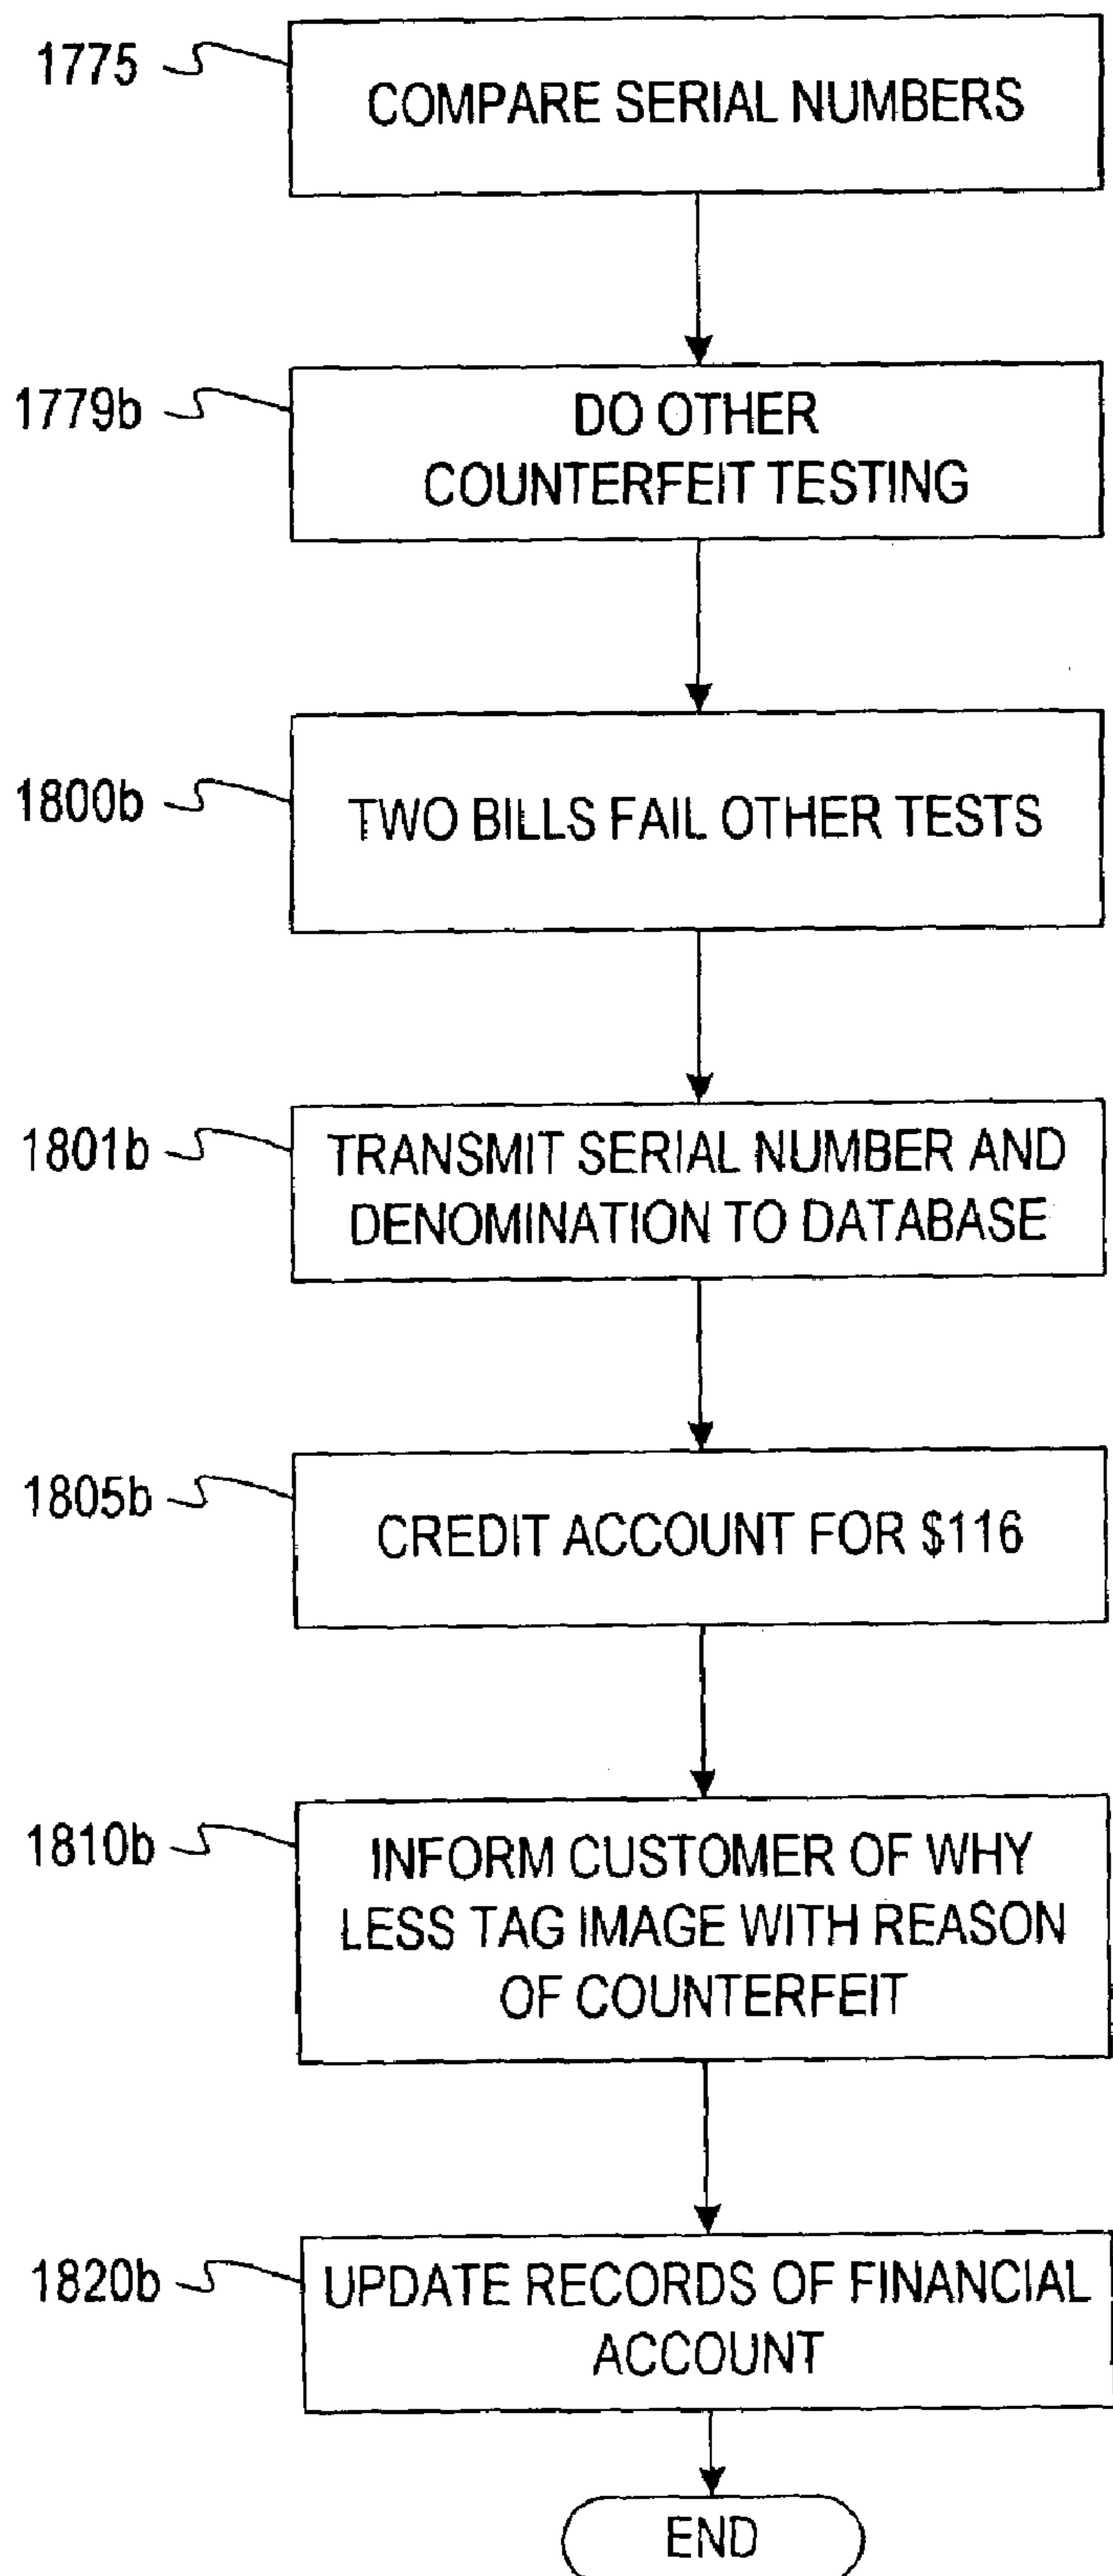 1775
COMPARE SERIAL NUMBERS
1779b
DO OTHER
COUNTERFEIT TESTING
1800b
TWO BILLS FAIL OTHER TESTS
1801b
TRANSMIT SERIAL NUMBER AND
DENOMINATION TO DATABASE
1805b
CREDIT ACCOUNT FOR $116
1810b
INFORM CUSTOMER OF WHY
LESS TAG IMAGE WITH REASON
OF COUNTERFEIT
1820b
UPDATE RECORDS OF FINANCIAL
ACCOUNT
END